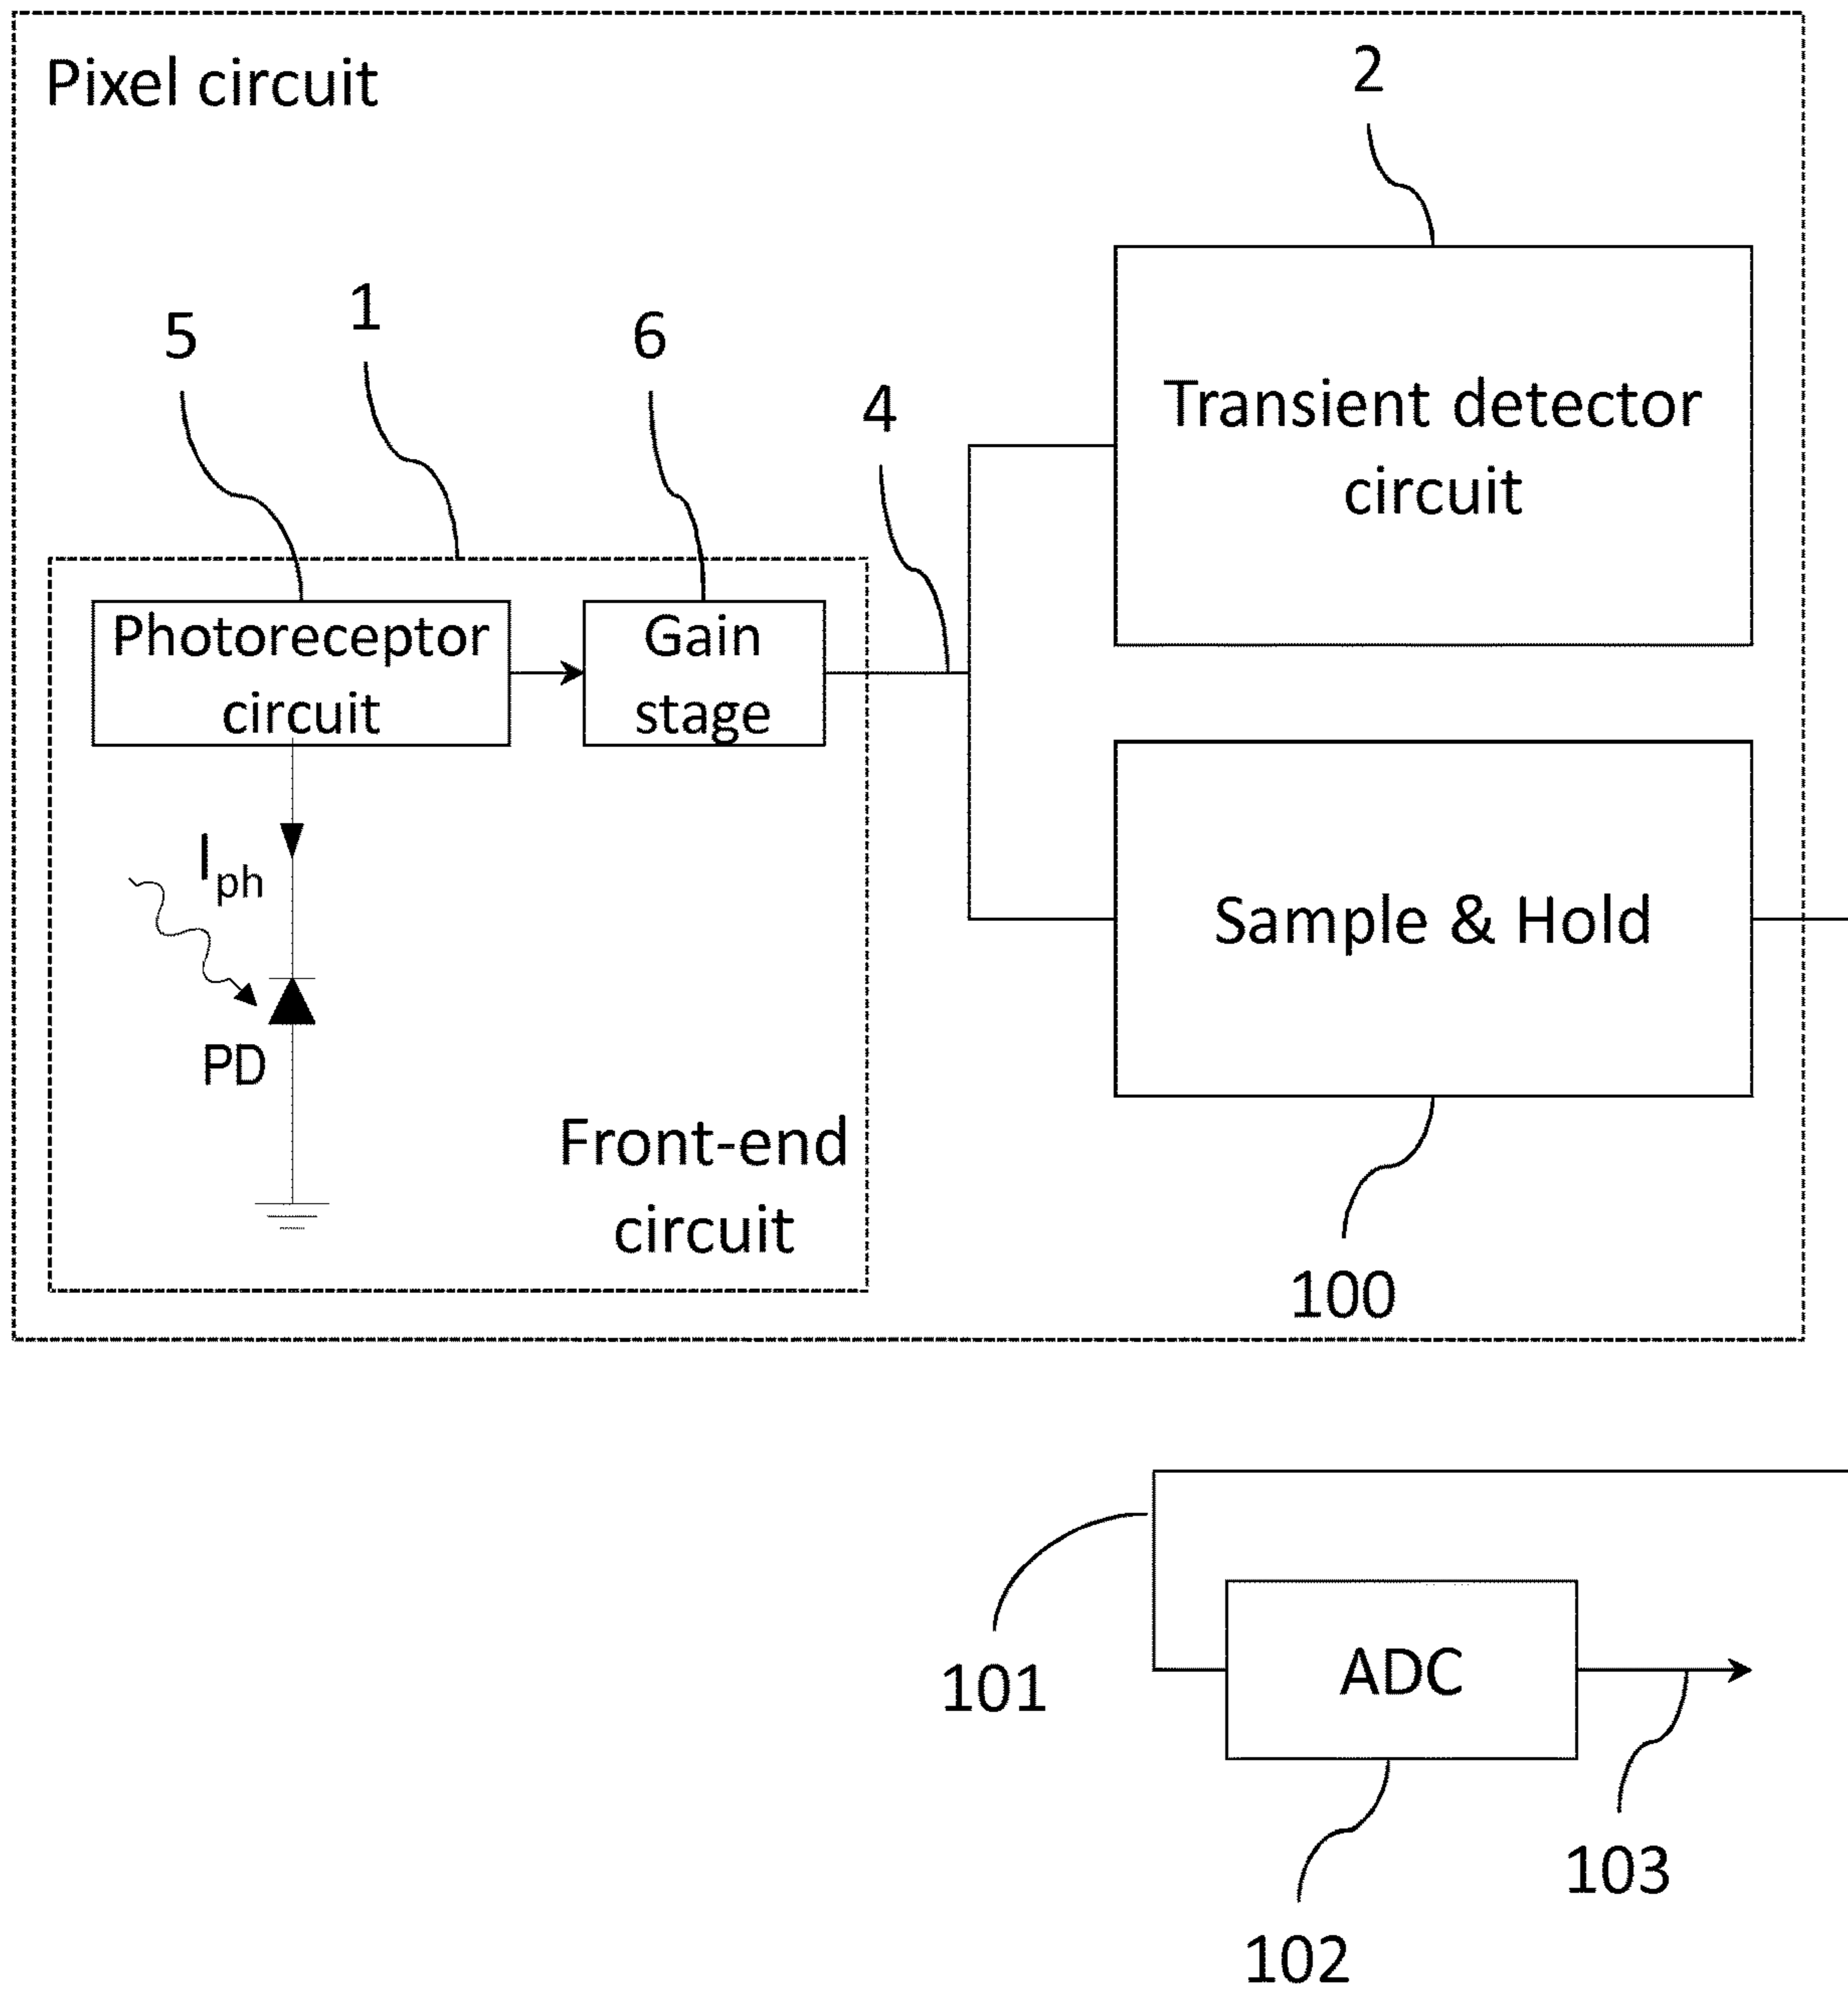 Pixel circuit
2
1
5
6
4
Transient detector
circuit
Photoreceptor
circuit
Gain
stage
Iph
PD
Sample & Hold
Front-end
circuit
100
101
ADC
103
102